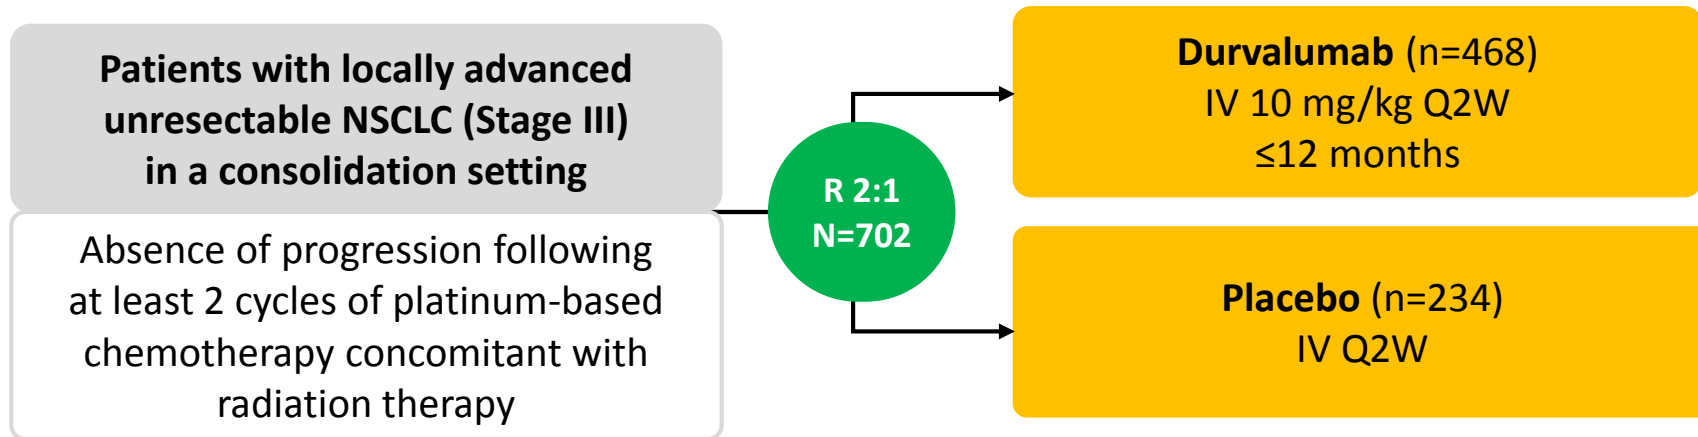 Patients with locally advanced
unresectable NSCLC (Stage III)
in a consolidation setting
Absence of progression following
at least 2 cycles of platinum-based
chemotherapy concomitant with
radiation therapy
R 2:1
N=702
Durvalumab (n=468)
IV 10 mg/kg Q2W
≤12 months
Placebo (n=234)
IV Q2W